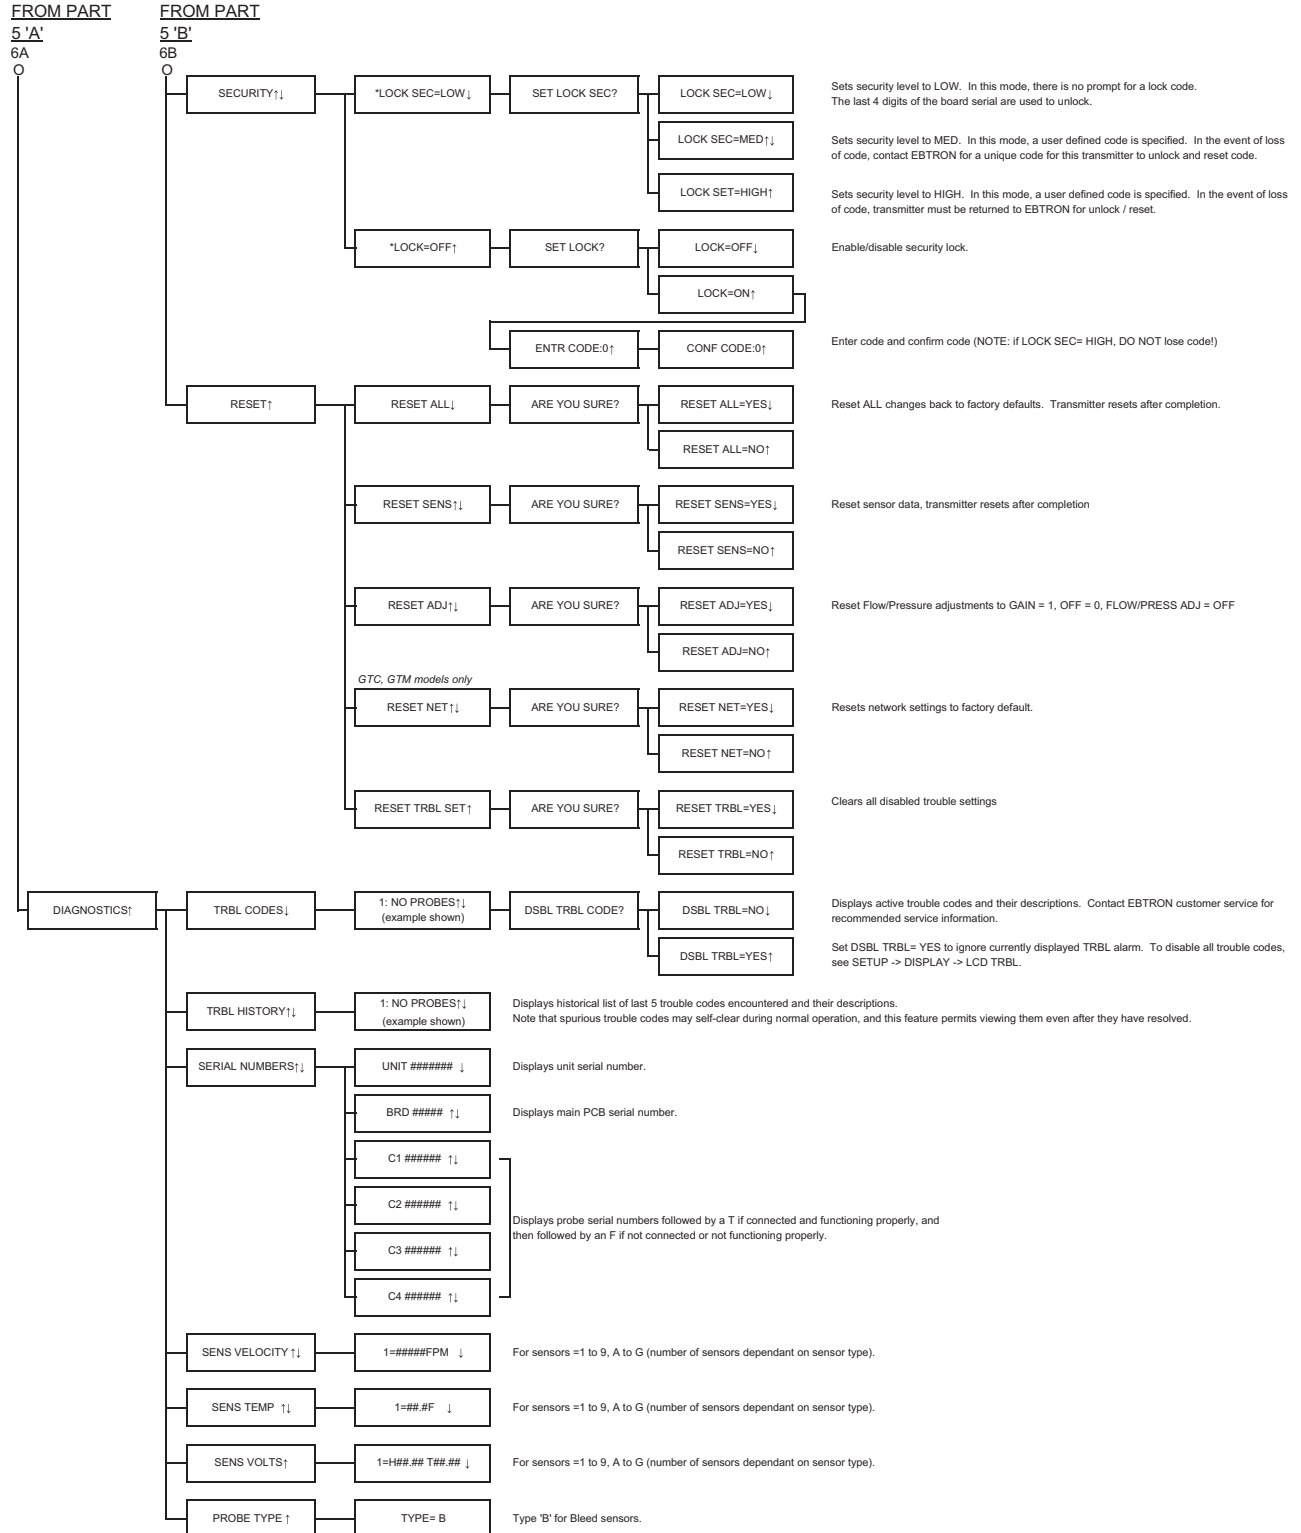 FROM PART
5 'A'
6A
O
FROM PART
5 'B'
6B
O
SECURITY↑↓
*LOCK SEC=LOW↓
SET LOCK SEC?
LOCK SEC=LOW↓
Sets security level to LOW.  In this mode, there is no prompt for a lock code.
The last 4 digits of the board serial are used to unlock.
LOCK SEC=MED↑↓
Sets security level to MED.  In this mode, a user defined code is specified.  In the event of loss
of code, contact EBTRON for a unique code for this transmitter to unlock and reset code.
LOCK SET=HIGH↑
Sets security level to HIGH.  In this mode, a user defined code is specified.  In the event of loss
of code, transmitter must be returned to EBTRON for unlock / reset.
*LOCK=OFF↑
SET LOCK?
LOCK=OFF↓
Enable/disable security lock.
LOCK=ON↑
ENTR CODE:0↑
CONF CODE:0↑
Enter code and confirm code (NOTE: if LOCK SEC= HIGH, DO NOT lose code!)
RESET↑
RESET ALL↓
ARE YOU SURE?
RESET ALL=YES↓
Reset ALL changes back to factory defaults.  Transmitter resets after completion.
RESET ALL=NO↑
RESET SENS↑↓
ARE YOU SURE?
RESET SENS=YES↓
Reset sensor data, transmitter resets after completion
RESET SENS=NO↑
RESET ADJ↑↓
ARE YOU SURE?
RESET ADJ=YES↓
Reset Flow/Pressure adjustments to GAIN = 1, OFF = 0, FLOW/PRESS ADJ = OFF
RESET ADJ=NO↑
GTC, GTM models only
RESET NET↑↓
ARE YOU SURE?
RESET NET=YES↓
Resets network settings to factory default.
RESET NET=NO↑
RESET TRBL SET↑
ARE YOU SURE?
RESET TRBL=YES↓
Clears all disabled trouble settings
RESET TRBL=NO↑
DIAGNOSTICS↑
TRBL CODES↓
1: NO PROBES↑↓
(example shown)
DSBL TRBL CODE?
DSBL TRBL=NO↓
Displays active trouble codes and their descriptions.  Contact EBTRON customer service for
recommended service information.
DSBL TRBL=YES↑
Set DSBL TRBL= YES to ignore currently displayed TRBL alarm.  To disable all trouble codes,
see SETUP -> DISPLAY -> LCD TRBL.
TRBL HISTORY↑↓
1: NO PROBES↑↓
(example shown)
Displays historical list of last 5 trouble codes encountered and their descriptions.
Note that spurious trouble codes may self-clear during normal operation, and this feature permits viewing them even after they have resolved.
SERIAL NUMBERS↑↓
UNIT ####### ↓
Displays unit serial number.
BRD ##### ↑↓
Displays main PCB serial number.
C1 ###### ↑↓
C2 ###### ↑↓
Displays probe serial numbers followed by a T if connected and functioning properly, and
then followed by an F if not connected or not functioning properly.
C3 ###### ↑↓
C4 ###### ↑↓
SENS VELOCITY↑↓
1=#####FPM ↓
For sensors =1 to 9, A to G (number of sensors dependant on sensor type).
SENS TEMP ↑↓
1=##.#F ↓
For sensors =1 to 9, A to G (number of sensors dependant on sensor type).
SENS VOLTS↑
1=H##.## T##.## ↓
For sensors =1 to 9, A to G (number of sensors dependant on sensor type).
PROBE TYPE ↑
TYPE= B
Type 'B' for Bleed sensors.